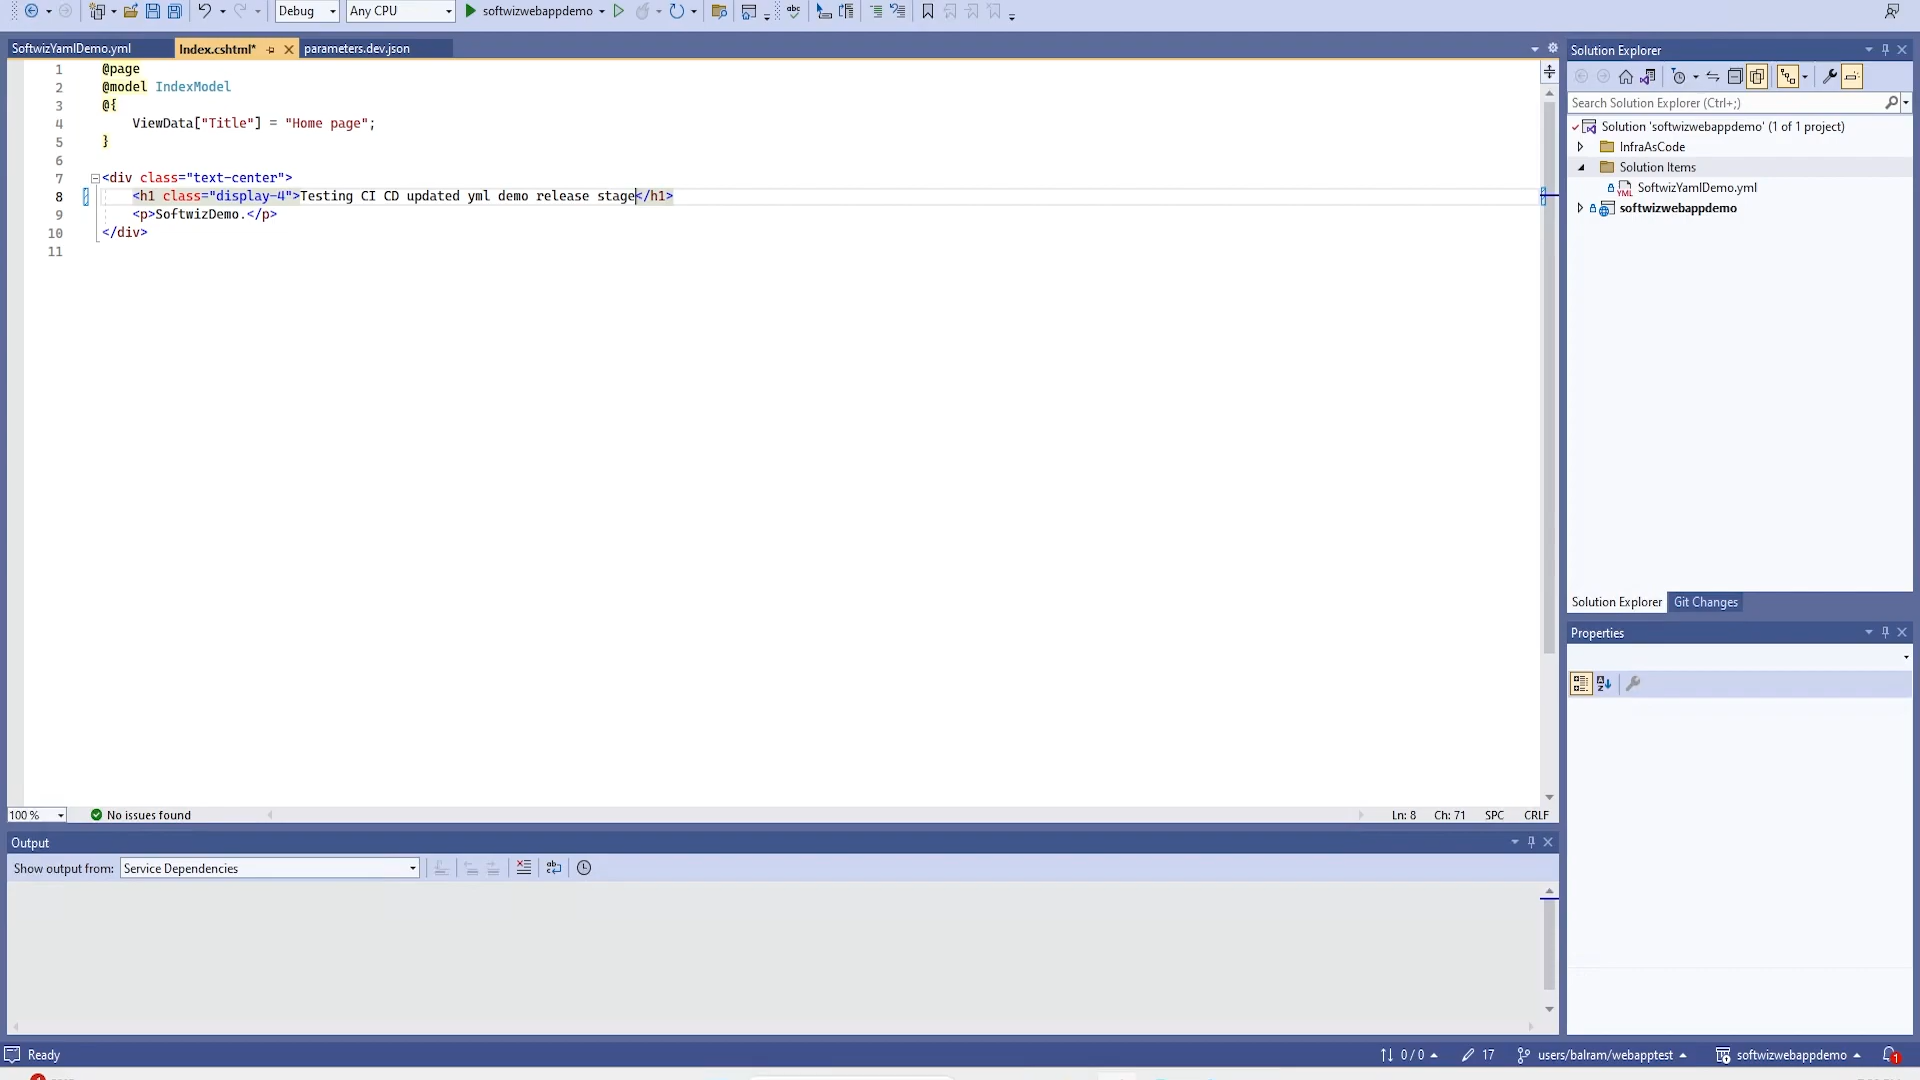 Debug Any CPU softwizwebappdemo
SoftwizYamlDemo.yml Index.cshtml* parameters.dev.json
1 @page
2 @model IndexModel
3 @{
4 ViewData["Title"] = "Home page";
5 }
6
7 <div class="text-center">
8 <h1 class="display-4">Testing CI CD updated yml demo release stage</h1>
9 <p>SoftwizDemo.</p>
10 </div>
11
100 % No issues found Ln: 8 Ch: 71 SPC CRLF
Output
Show output from: Service Dependencies
Solution Explorer
Search Solution Explorer (Ctrl+;)
Solution 'softwizwebappdemo' (1 of 1 project)
InfraAsCode
Solution Items
SoftwizYamlDemo.yml
softwizwebappdemo
Solution Explorer Git Changes
Properties
Ready 0 / 0 17 users/balram/webapptest softwizwebappdemo 1